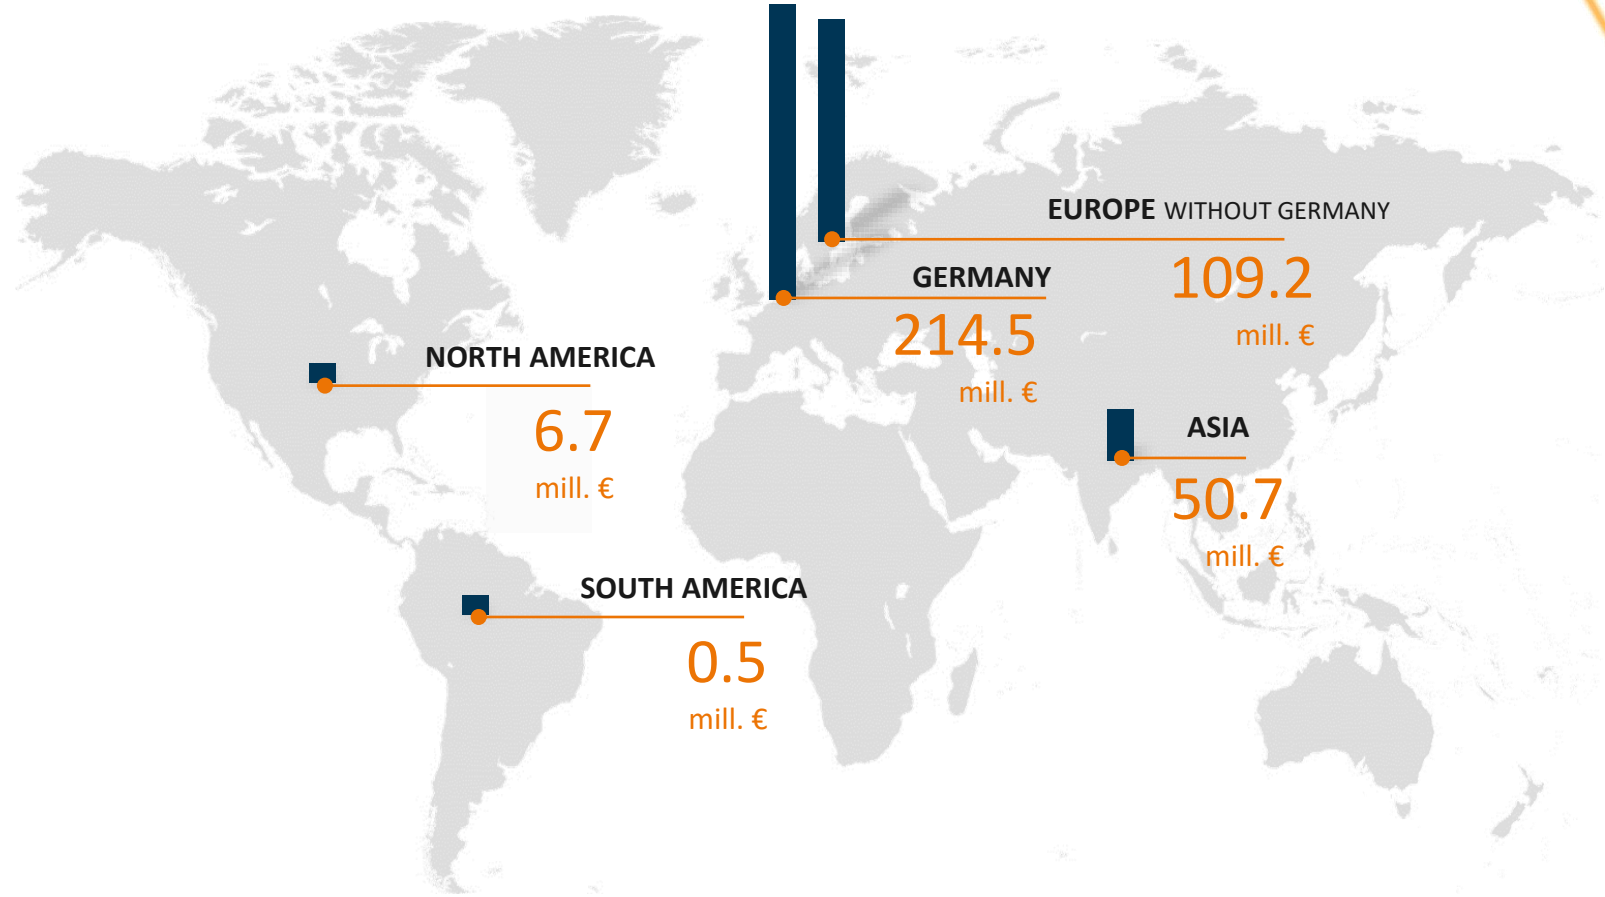 EUROPE WITHOUT GERMANY
109.2
mill. €
GERMANY
214.5
mill. €
NORTH AMERICA
6.7
mill. €
ASIA
50.7
mill. €
SOUTH AMERICA
0.5
mill. €